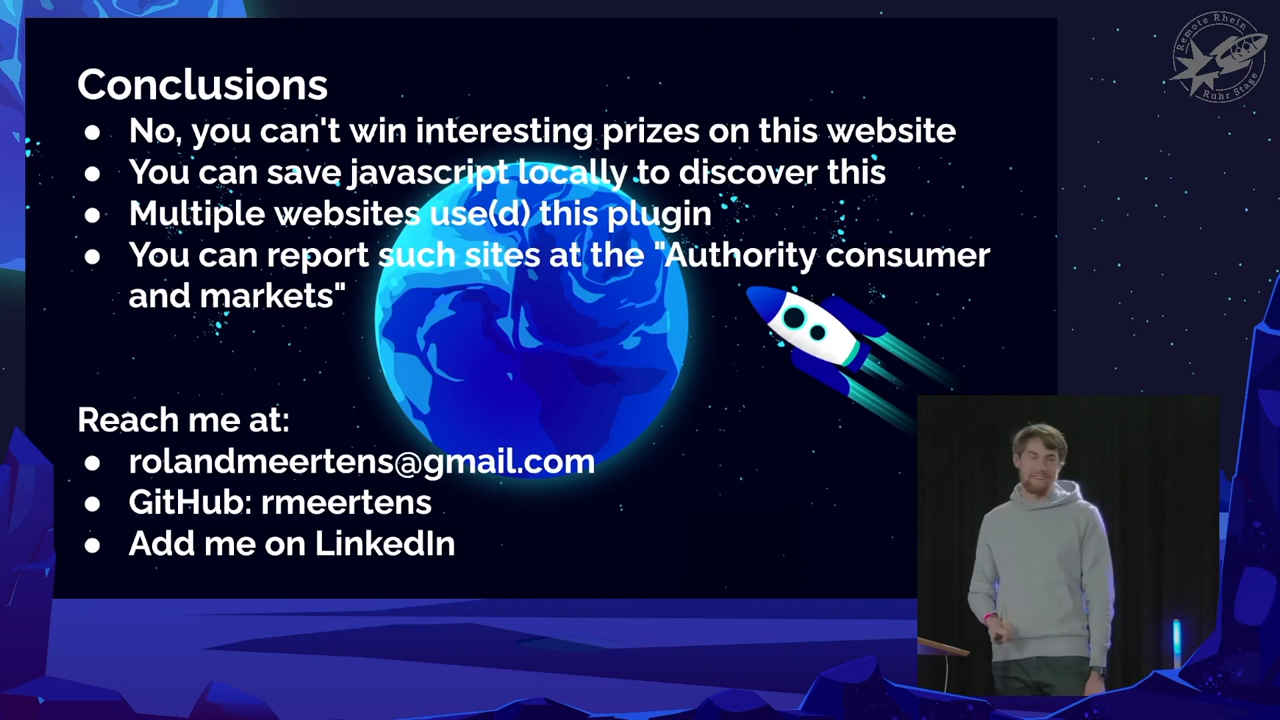 Conclusions
● No, you can't win interesting prizes on this website
● You can save javascript locally to discover this
● Multiple websites use(d) this plugin
● You can report such sites at the "Authority consumer
and markets"
Reach me at:
● rolandmeertens@gmail.com
● GitHub: rmeertens
● Add me on LinkedIn
Remote Rhein
Ruhr Stage